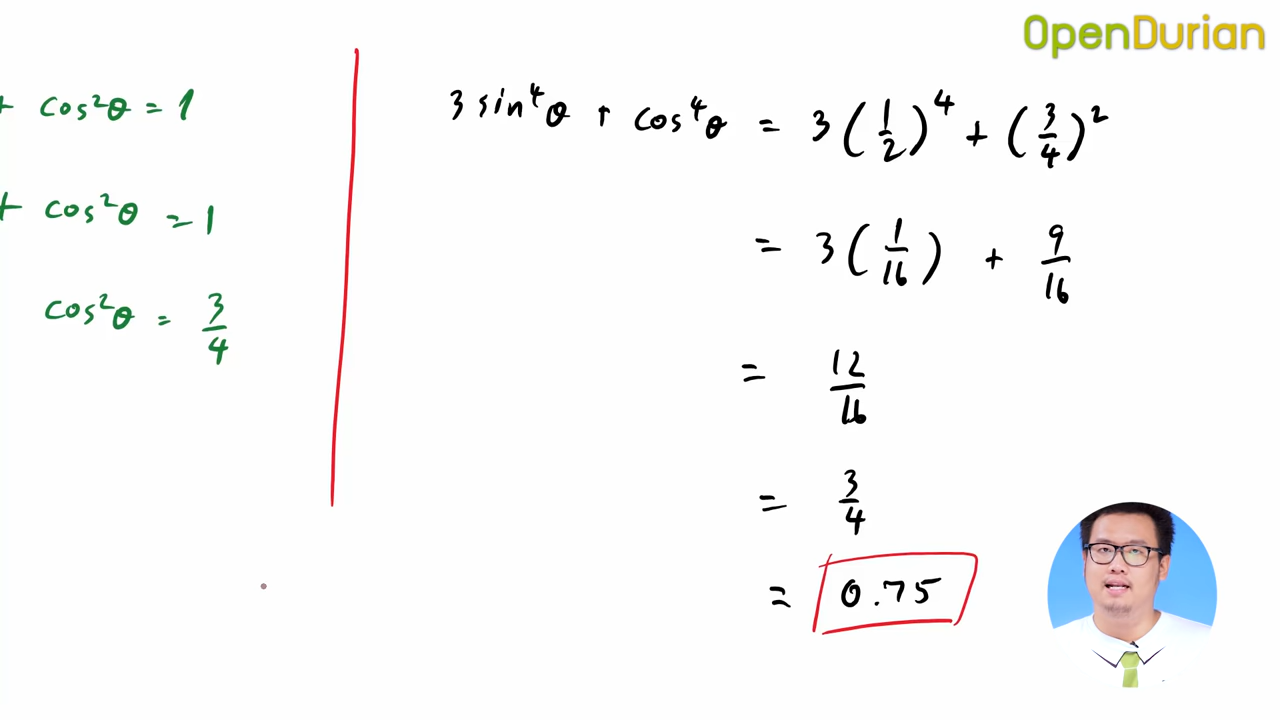 OpenDurian
+ cos²θ = 1
+ cos²θ = 1
cos²θ = 3/4
3 sin⁴θ + cos⁴θ = 3(1/2)⁴ + (3/4)²
= 3(1/16) + 9/16
= 12/16
= 3/4
= 0.75